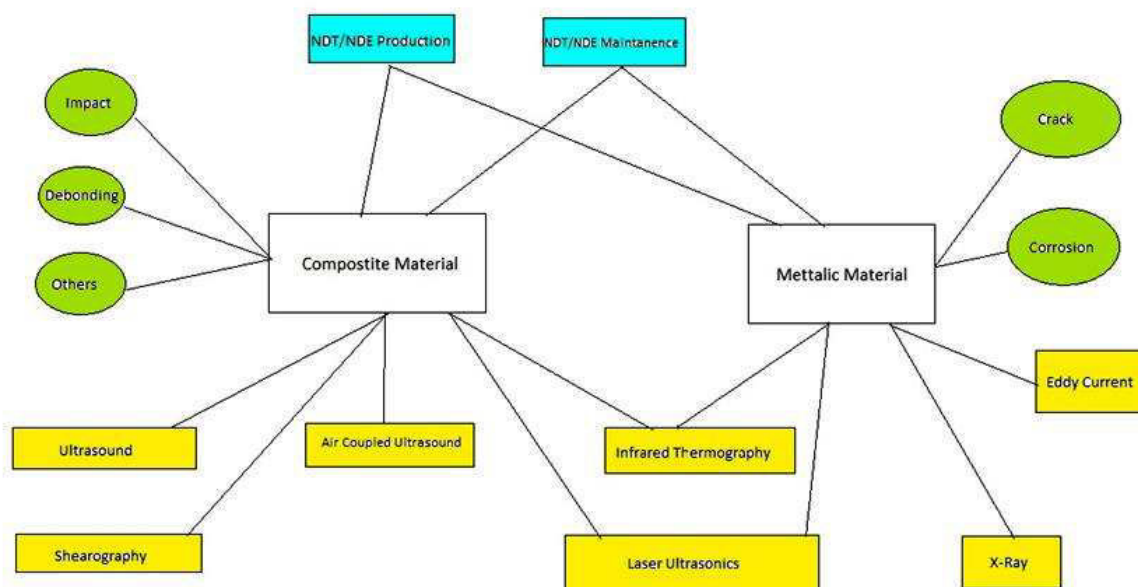 NDT/NDE Production
NDT/NDE Maintanence
Impact
Crack
Debonding
Compostite Material
Mettalic Material
Corrosion
Others
Eddy Current
Ultrasound
Air Coupled Ultrasound
Infrared Thermography
Shearography
Laser Ultrasonics
X-Ray